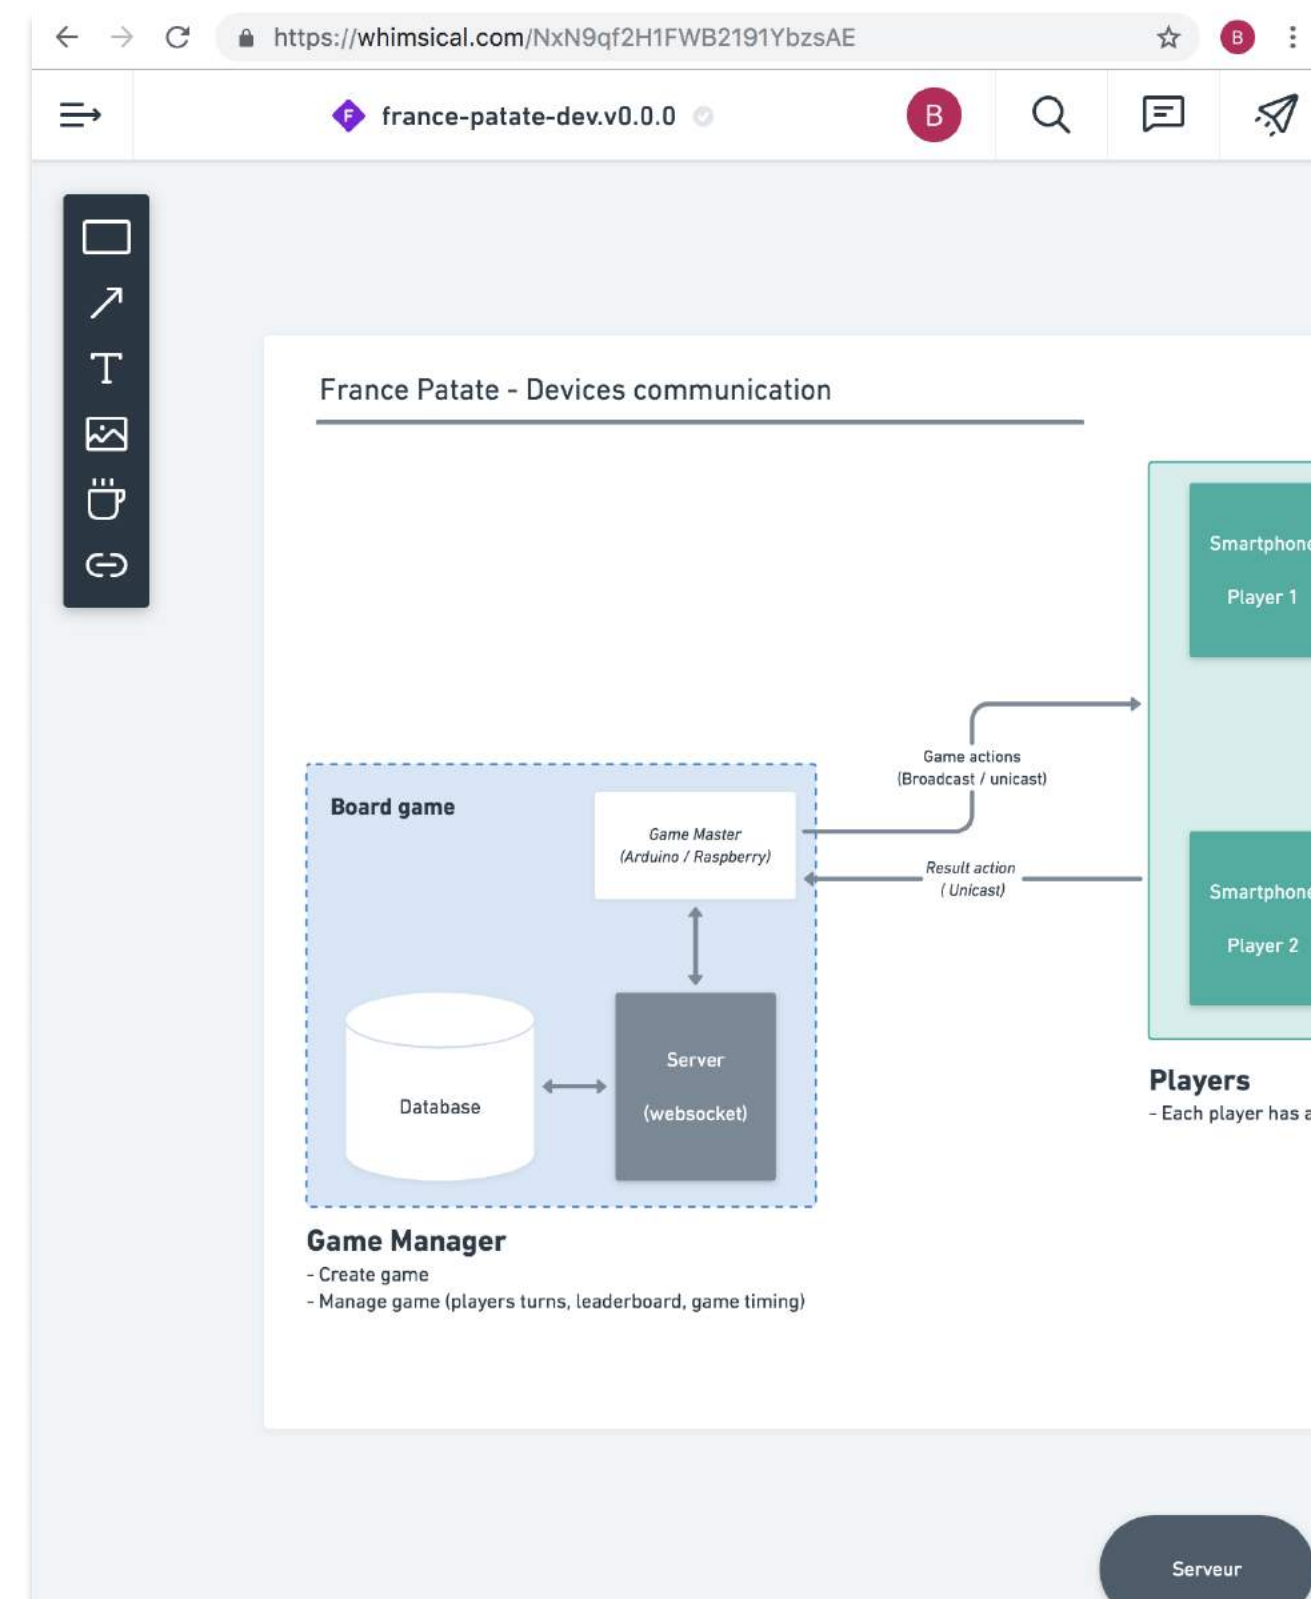 https://whimsical.com/NxN9qf2H1FWB2191YbzsAE
B
F
france-patate-dev.v0.0.0
B
T
France Patate - Devices communication
Smartphone
Player 1
Game actions
(Broadcast / unicast)
Board game
Game Master
(Arduino / Raspberry)
Result action
( Unicast)
Smartphone
Player 2
Server
(websocket)
Database
Players
- Each player has a
Game Manager
- Create game
- Manage game (players turns, leaderboard, game timing)
Serveur